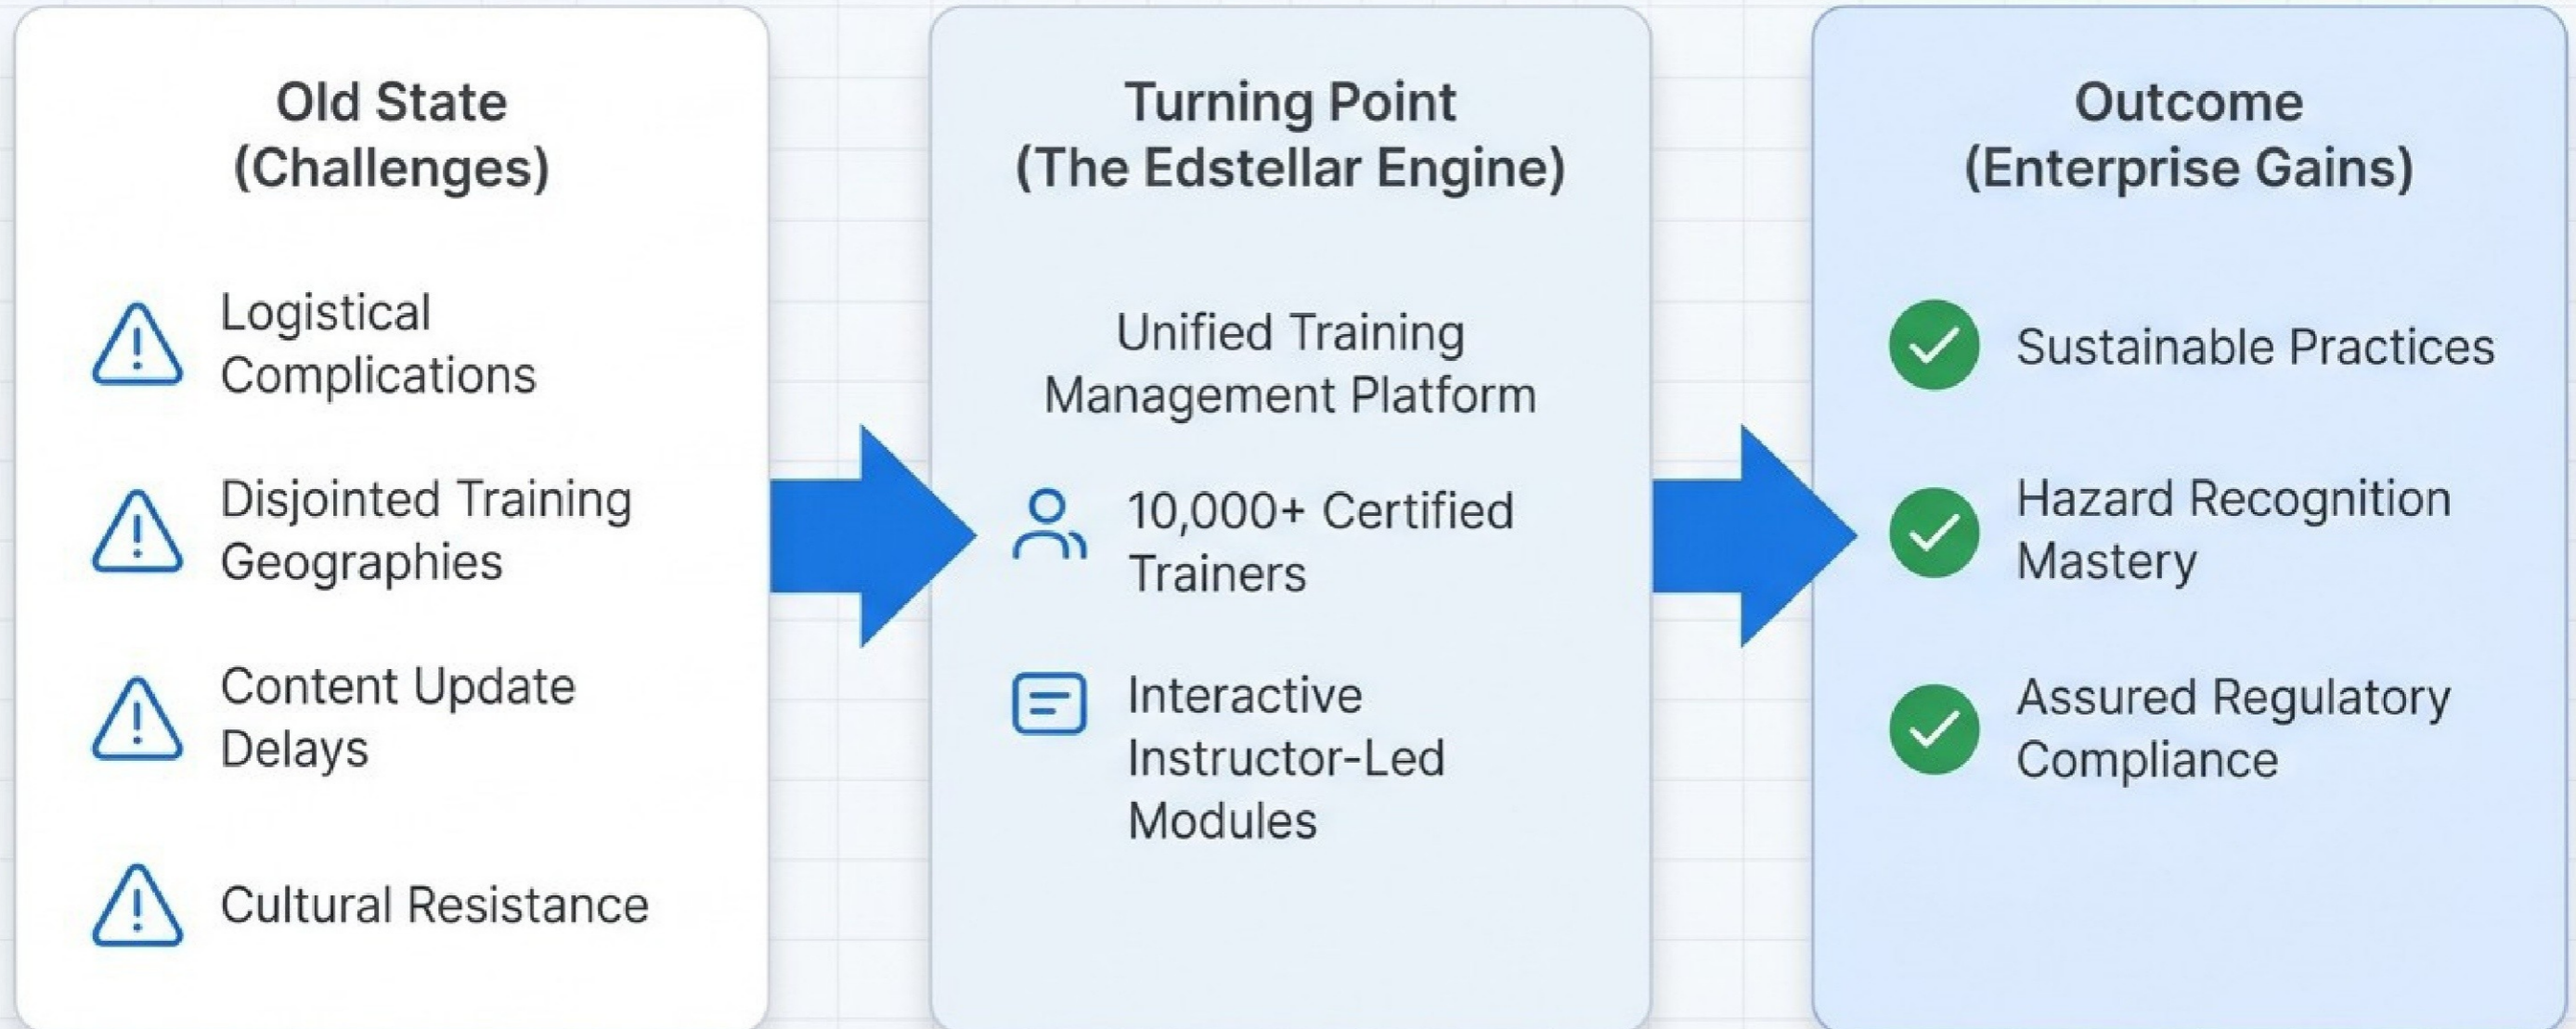 Old State
(Challenges)
Logistical
Complications
Disjointed Training
Geographies
Content Update
Delays
Cultural Resistance
Turning Point
(The Edstellar Engine)
Unified Training
Management Platform
10,000+ Certified
Trainers
Interactive
Instructor-Led
Modules
Outcome
(Enterprise Gains)
Sustainable Practices
Hazard Recognition
Mastery
Assured Regulatory
Compliance